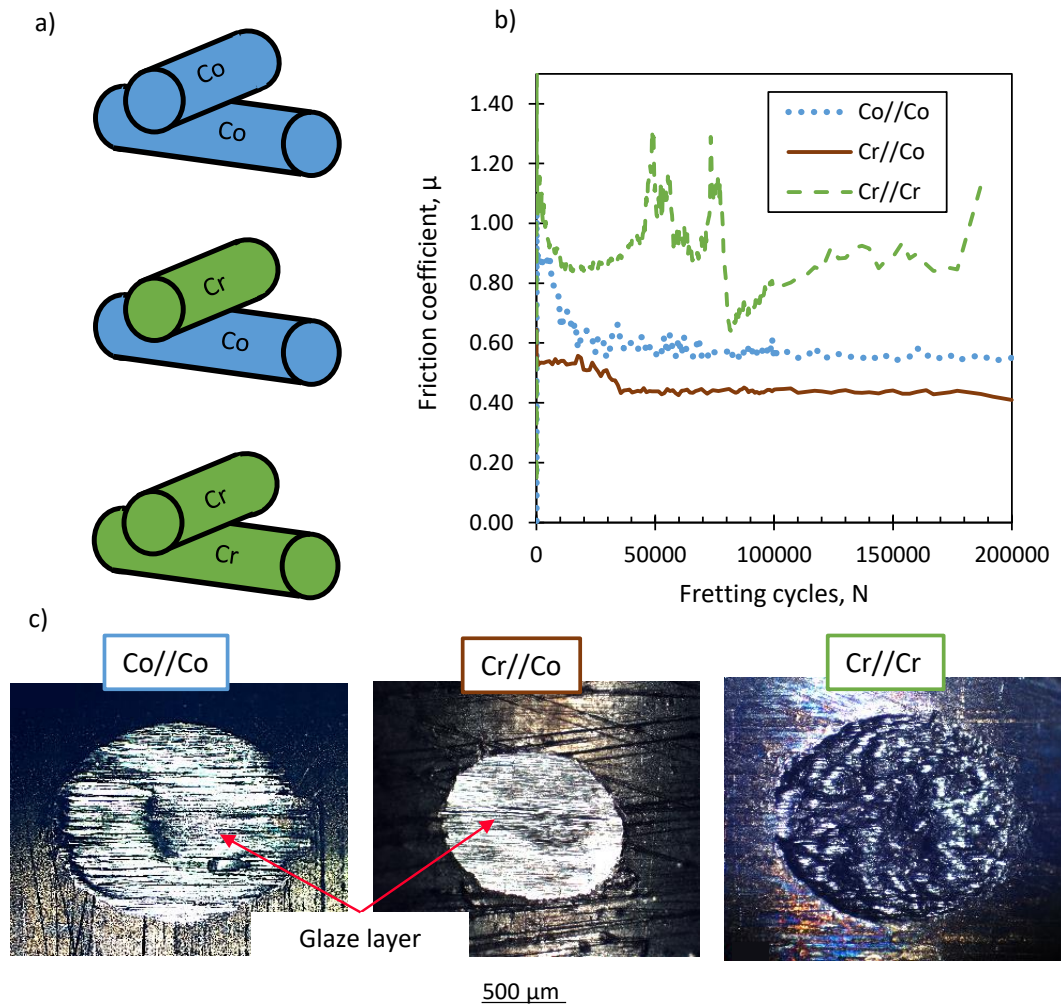 a)
Co
Co
Cr
Co
Cr
Cr
b)
Friction coefficient, µ
1.40
1.20
1.00
0.80
0.60
0.40
0.20
0.00
0 50000 100000 150000 200000
Fretting cycles, N
Co//Co
Cr//Co
Cr//Cr
c)
Co//Co
Cr//Co
Cr//Cr
Glaze layer
500 µm